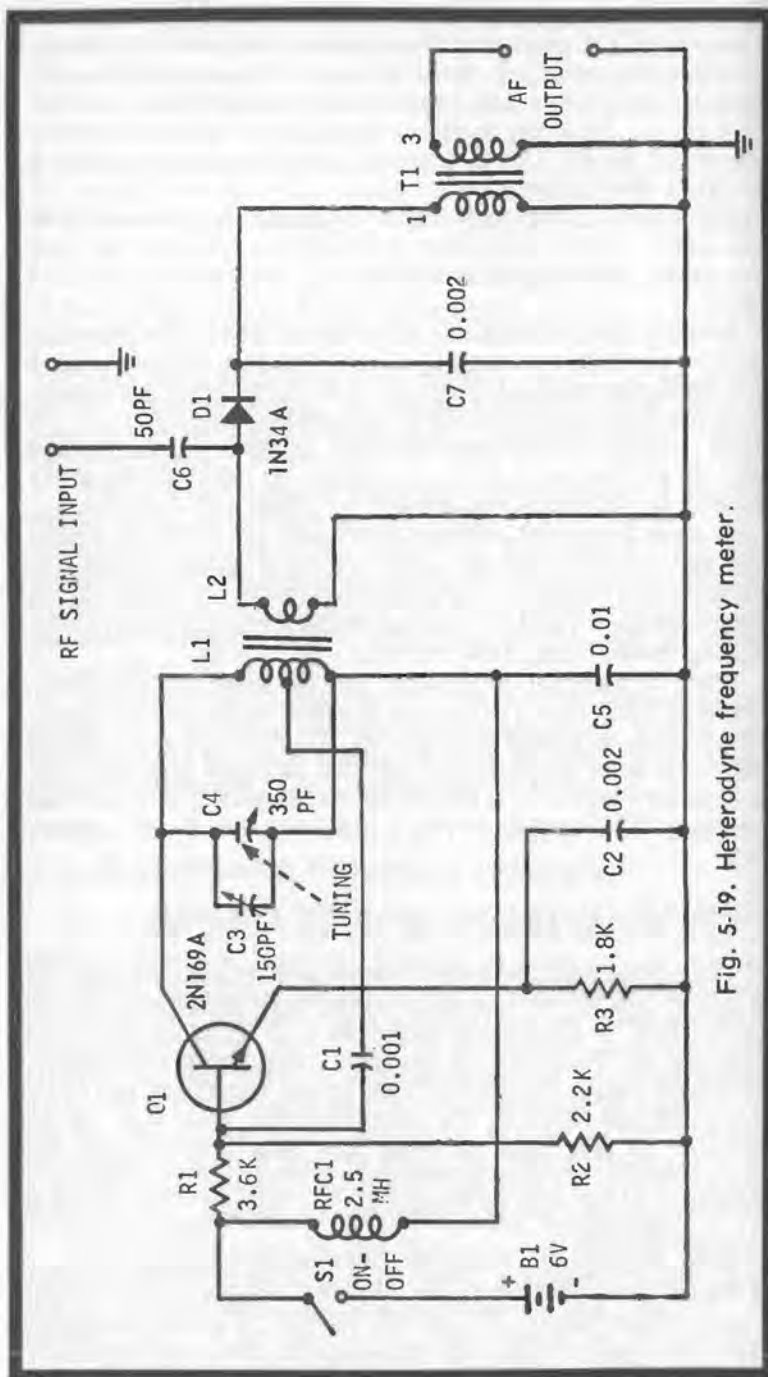 RF SIGNAL INPUT
50PF
C6
D1
1N34A
C7
0.002
T1
1
3
AF
OUTPUT
L1
L2
C5
0.01
C2
0.002
C4
350
PF
C3
150PF
TUNING
2N169A
Q1
C1
0.001
R1
3.6K
RFC1
2.5
MH
S1
ON-
OFF
B1
6V
+
-
R2
2.2K
R3
1.8K
Fig. 5-19. Heterodyne frequency meter.